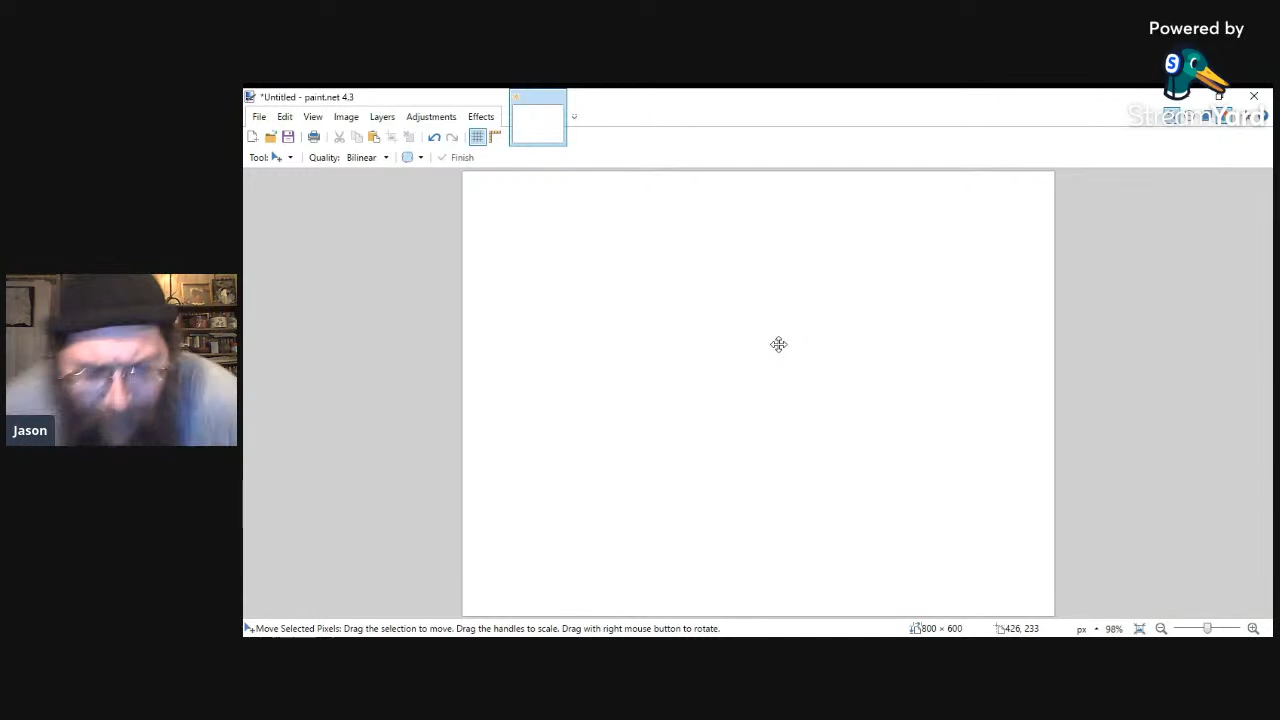 Powered by
StreamYard
*Untitled - paint.net 4.3
File Edit View Image Layers Adjustments Effects
Tool: Quality: Bilinear Finish
Jason
Move Selected Pixels: Drag the selection to move. Drag the handles to scale. Drag with right mouse button to rotate.
800 × 600 426, 233 px 98%